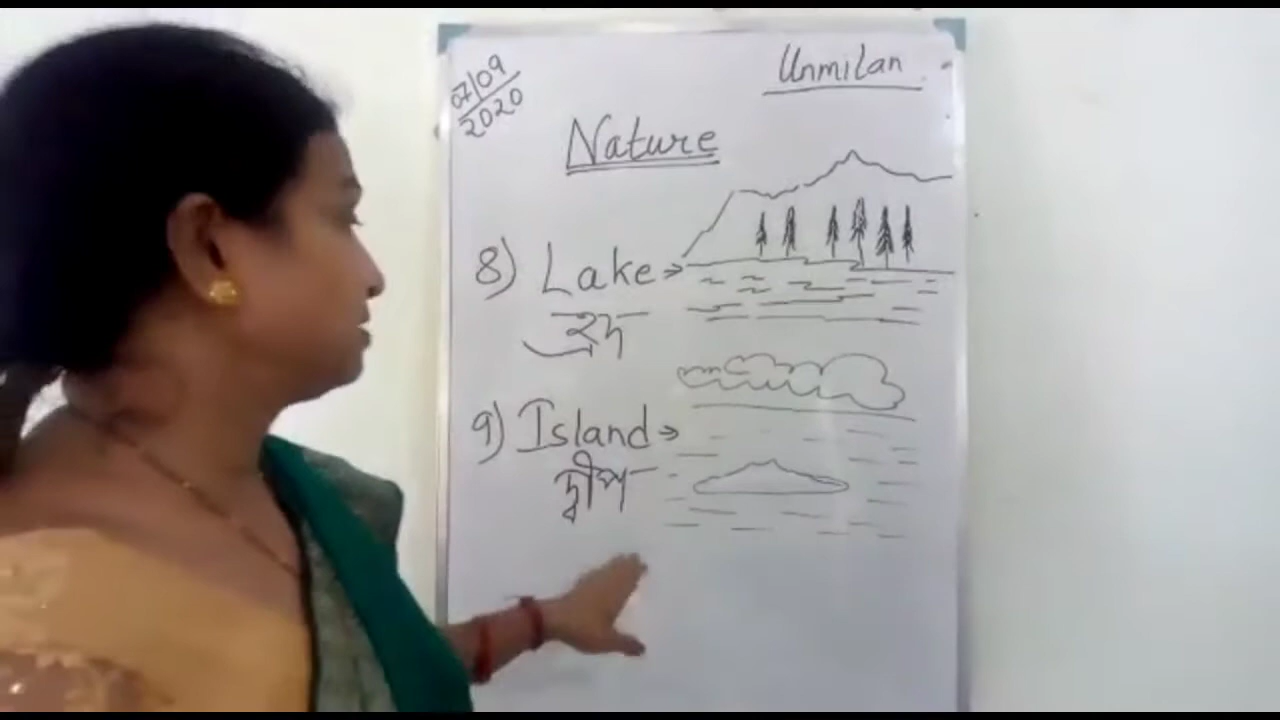 07/09
2020
Unmilan
Nature
8) Lake →
হ্রদ
9) Island →
দ্বীপ